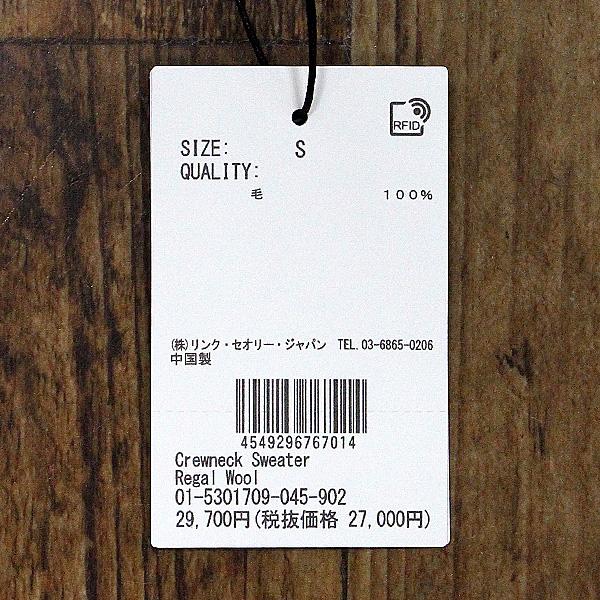 RFID
SIZE: S
QUALITY:
毛 100%
(株)リンク・セオリー・ジャパン TEL.03-6865-0206
中国製
4549296767014
Crewneck Sweater
Regal Wool
01-5301709-045-902
29,700円(税抜価格 27,000円)